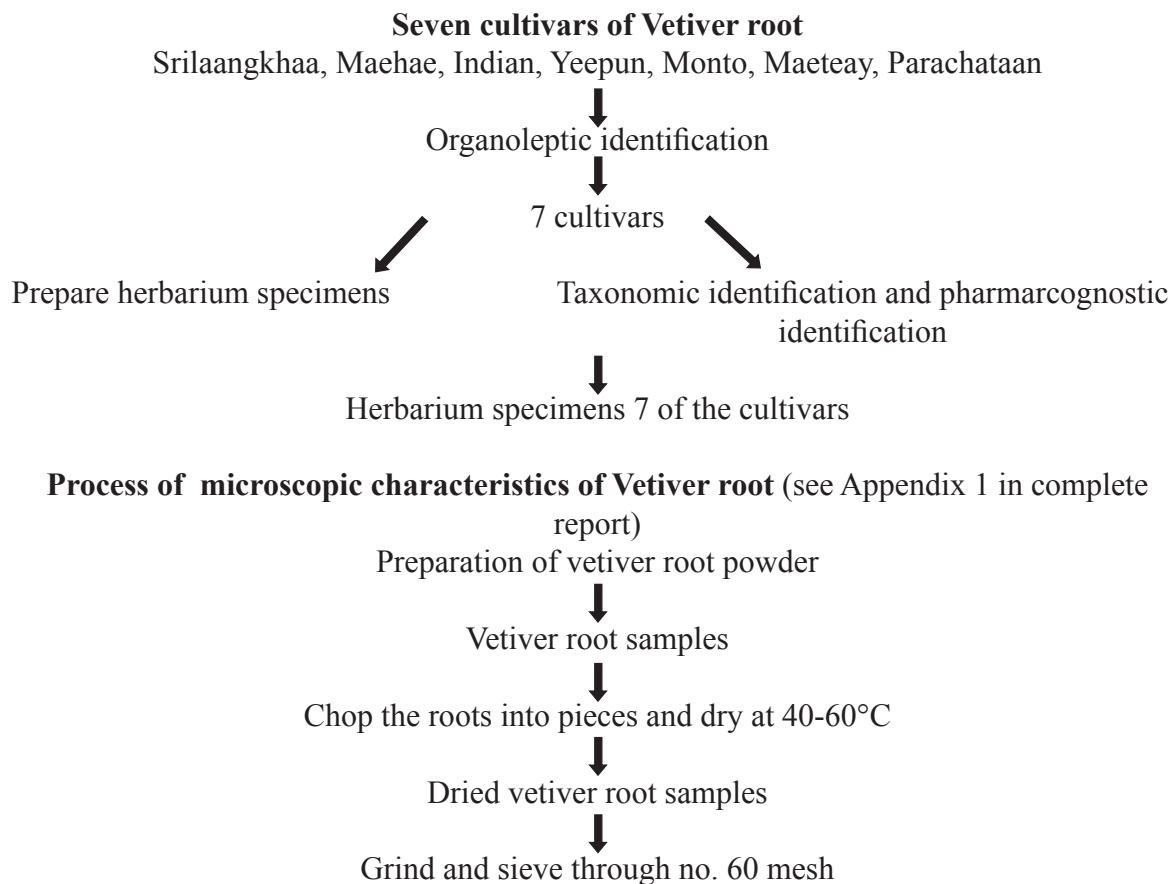 Seven cultivars of Vetiver root
Srilaangkhaa, Maehae, Indian, Yeepun, Monto, Maeteay, Parachataan
Organoleptic identification
7 cultivars
Prepare herbarium specimens
Taxonomic identification and pharmarcognostic
identification
Herbarium specimens 7 of the cultivars
Process of microscopic characteristics of Vetiver root (see Appendix 1 in complete
report)
Preparation of vetiver root powder
Vetiver root samples
Chop the roots into pieces and dry at 40-60°C
Dried vetiver root samples
Grind and sieve through no. 60 mesh